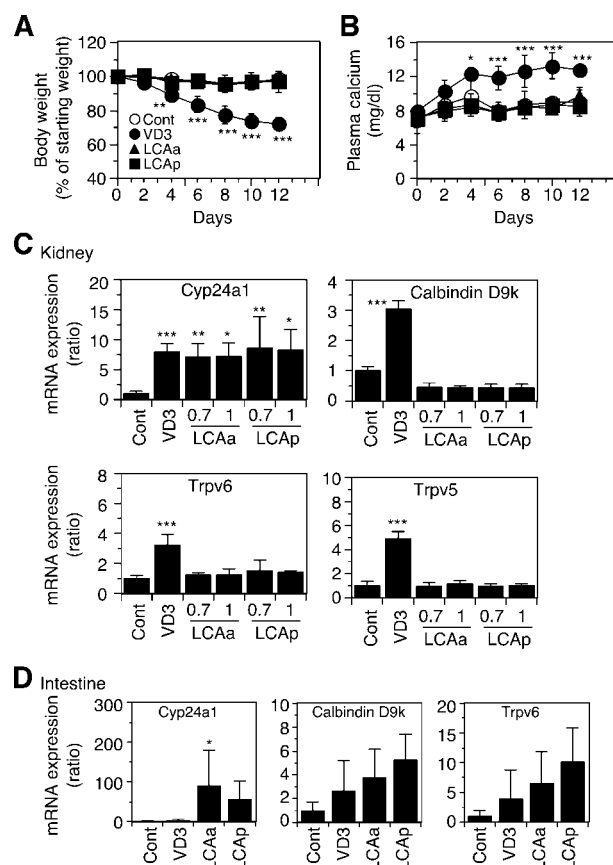 A
Body weight
(% of starting weight)
120
100
80
60
40
** *** *** *** ***
Cont
VD3
LCAa
LCAp
0 2 4 6 8 10 12
Days
B
Plasma calcium
(mg/dl)
16
12
8
4
0
* *** *** *** ***
0 2 4 6 8 10 12
Days
C Kidney
Cyp24a1
mRNA expression
(ratio)
20
15
10
5
0
*** ** * ** *
Cont VD3 0.7 1 0.7 1
LCAa LCAp
Calbindin D9k
4
3
2
1
0
***
Cont VD3 0.7 1 0.7 1
LCAa LCAp
Trpv6
mRNA expression
(ratio)
6
4
2
0
***
Cont VD3 0.7 1 0.7 1
LCAa LCAp
Trpv5
10
8
6
4
2
0
***
Cont VD3 0.7 1 0.7 1
LCAa LCAp
D Intestine
Cyp24a1
mRNA expression
(ratio)
300
200
100
0
*
Cont VD3 CAa CAp
Calbindin D9k
10
8
6
4
2
0
Cont VD3 CAa CAp
Trpv6
20
15
10
5
0
Cont VD3 CAa CAp